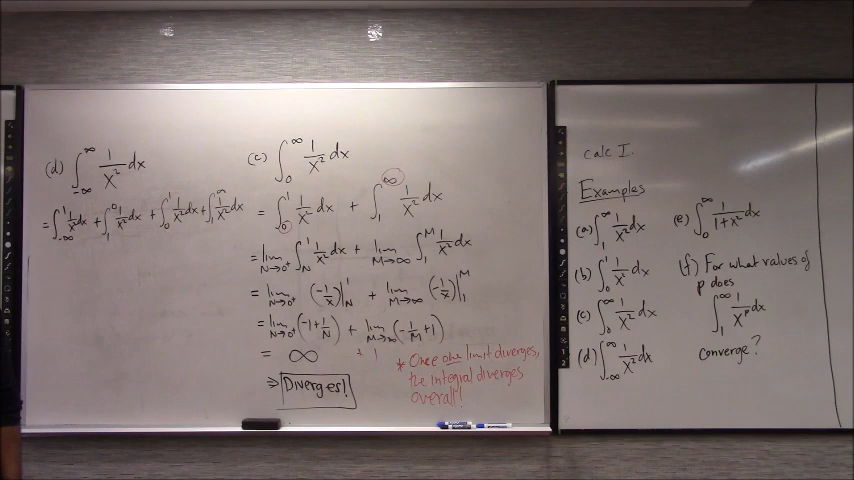 (d) ∫_{-∞}^{∞} 1/x² dx
= ∫_{-∞}^{1} 1/x² dx + ∫_{1}^{0} 1/x² dx + ∫_{0}^{1} 1/x² dx + ∫_{1}^{∞} 1/x² dx
(c) ∫_{0}^{∞} 1/x² dx
= ∫_{0}^{1} 1/x² dx + ∫_{1}^{∞} 1/x² dx
= lim_{N→0⁺} ∫_{N}^{1} 1/x² dx + lim_{M→∞} ∫_{1}^{M} 1/x² dx
= lim_{N→0⁺} (-1/x)|_{N}^{1} + lim_{M→∞} (-1/x)|_{1}^{M}
= lim_{N→0⁺} (-1 + 1/N) + lim_{M→∞} (-1/M + 1)
= ∞ + 1
⇒ Diverges!
* Once one limit diverges,
the integral diverges
overall!
Calc I.
Examples
(a) ∫_{1}^{∞} 1/x² dx
(b) ∫_{0}^{1} 1/x² dx
(c) ∫_{0}^{∞} 1/x² dx
(d) ∫_{-∞}^{∞} 1/x² dx
(e) ∫_{0}^{∞} 1/(1+x²) dx
(f) For what values of
p does
∫_{1}^{∞} 1/x^p dx
converge?